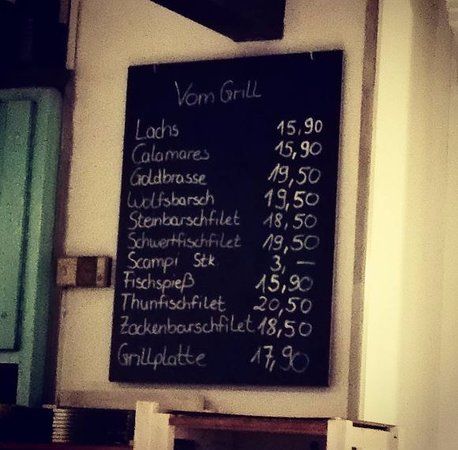 Vom Grill
Lachs 15,90
Calamares 15,90
Goldbrasse 19,50
Wolfsbarsch 19,50
Steinbarschfilet 18,50
Schwertfischfilet 19,50
Scampi Stk. 3,—
Fischspieß 15,90
Thunfischfilet 20,50
Zackenbarschfilet 18,50
Grillplatte 17,90